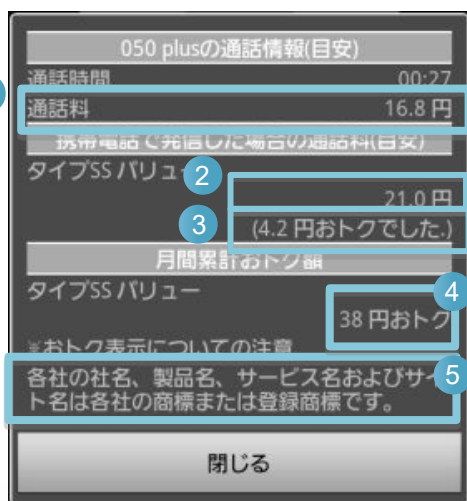 050 plusの通話情報(目安)
通話時間 00:27
通話料 16.8 円
携帯電話で発信した場合の通話料(目安)
タイプSS バリュー
2
21.0 円
3
(4.2 円おトクでした.)
月間累計おトク額
タイプSS バリュー
4
38 円おトク
※おトク表示についての注意
各社の社名、製品名、サービス名およびサイ
5
ト名は各社の商標または登録商標です。
閉じる